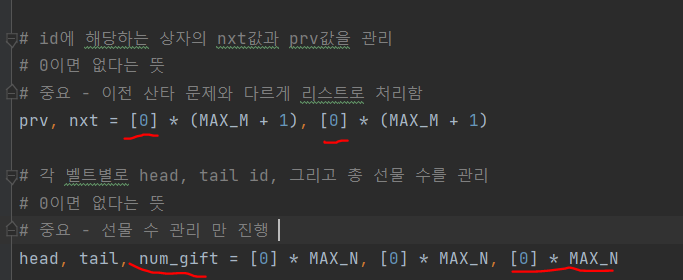 # id에 해당하는 상자의 nxt값과 prv값을 관리
# 0이면 없다는 뜻
# 중요 - 이전 산타 문제와 다르게 리스트로 처리함
prv, nxt = [0] * (MAX_M + 1), [0] * (MAX_M + 1)
# 각 벨트별로 head, tail id, 그리고 총 선물 수를 관리
# 0이면 없다는 뜻
# 중요 - 선물 수 관리 만 진행
head, tail, num_gift = [0] * MAX_N, [0] * MAX_N, [0] * MAX_N